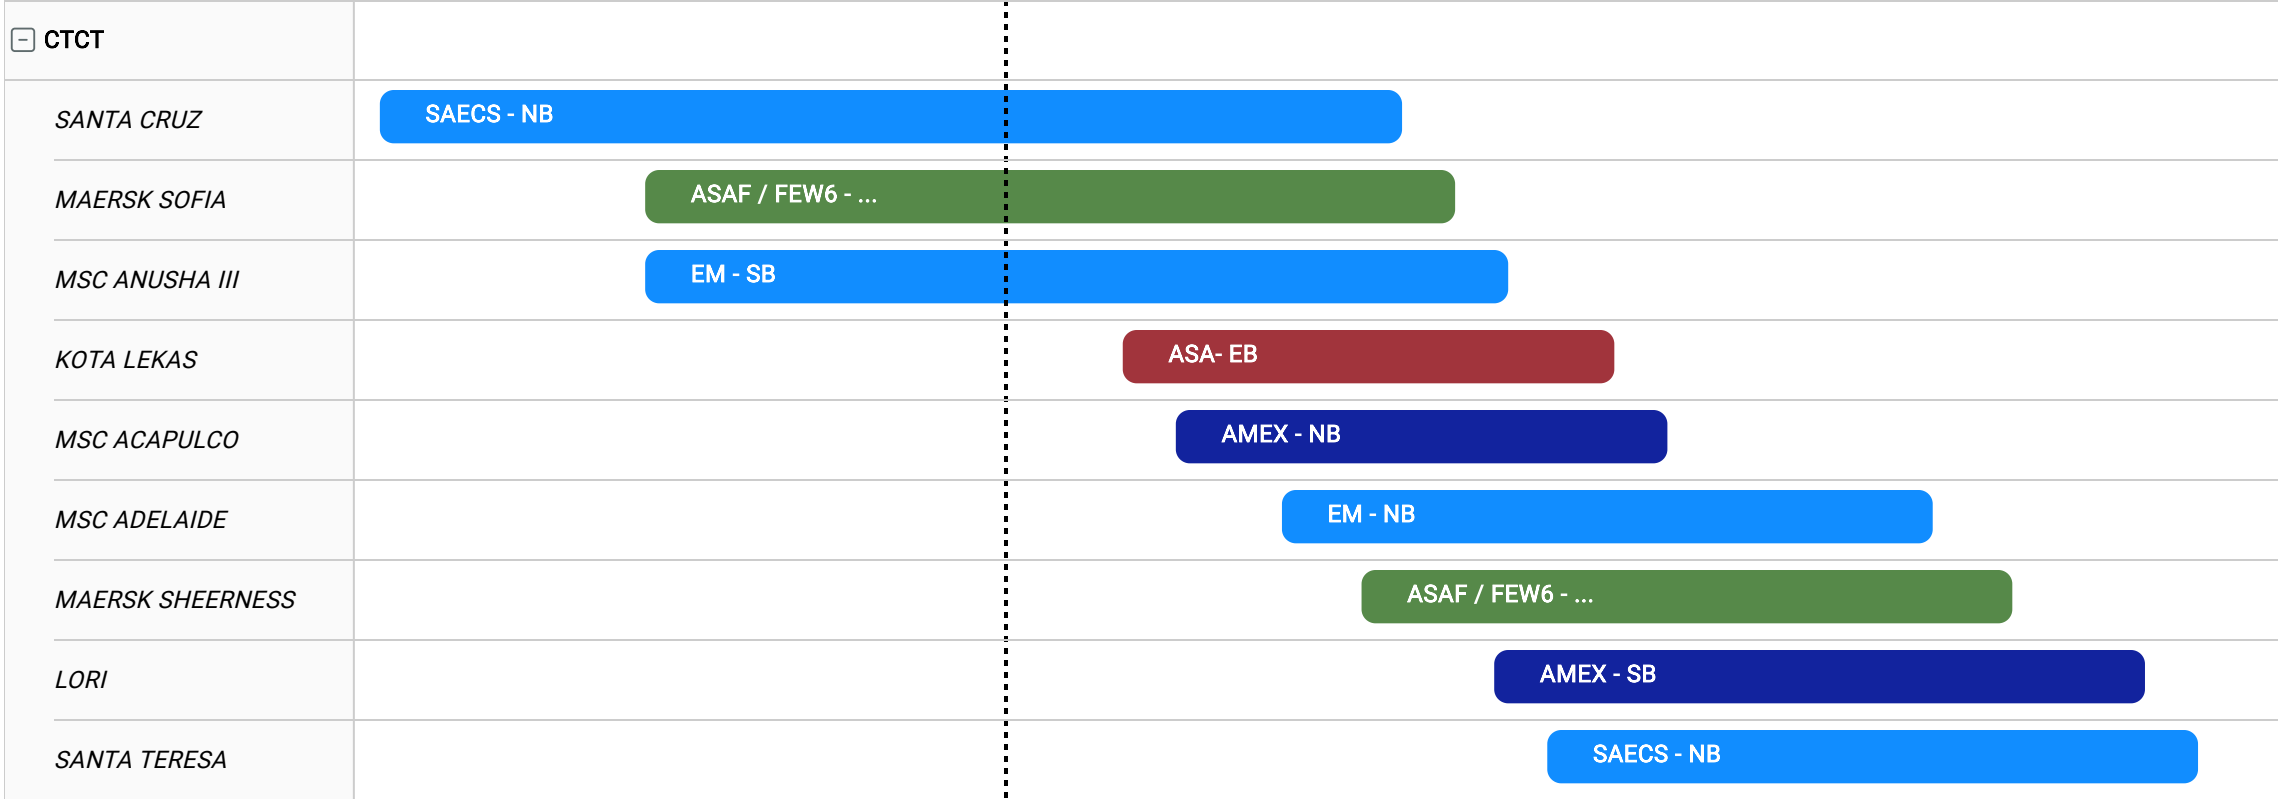 CTCT
SANTA CRUZ
SAECS - NB
MAERSK SOFIA
ASAF / FEW6 - ...
MSC ANUSHA III
EM - SB
KOTA LEKAS
ASA- EB
MSC ACAPULCO
AMEX - NB
MSC ADELAIDE
EM - NB
MAERSK SHEERNESS
ASAF / FEW6 - ...
LORI
AMEX - SB
SANTA TERESA
SAECS - NB